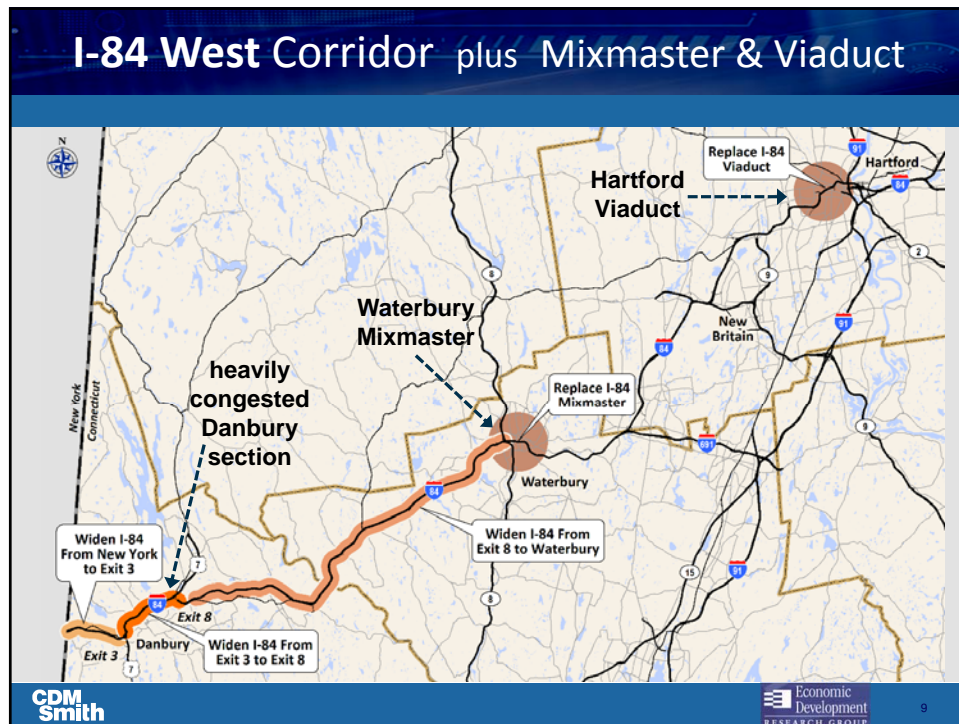 I-84 West Corridor plus Mixmaster & Viaduct
N
91
Hartford
Replace I-84
Viaduct
84
Hartford
Viaduct
2
8
9
Waterbury
Mixmaster
New
Britain
91
84
heavily
congested
Danbury
section
Replace I-84
Mixmaster
New York
Connecticut
9
691
Waterbury
84
Widen I-84
From New York
to Exit 3
Widen I-84 From
Exit 8 to Waterbury
7
91
15
84
Exit 8
8
Danbury
Widen I-84 From
Exit 3 to Exit 8
Exit 3
7
CDM
Smith
Economic
Development
RESEARCH GROUP
9